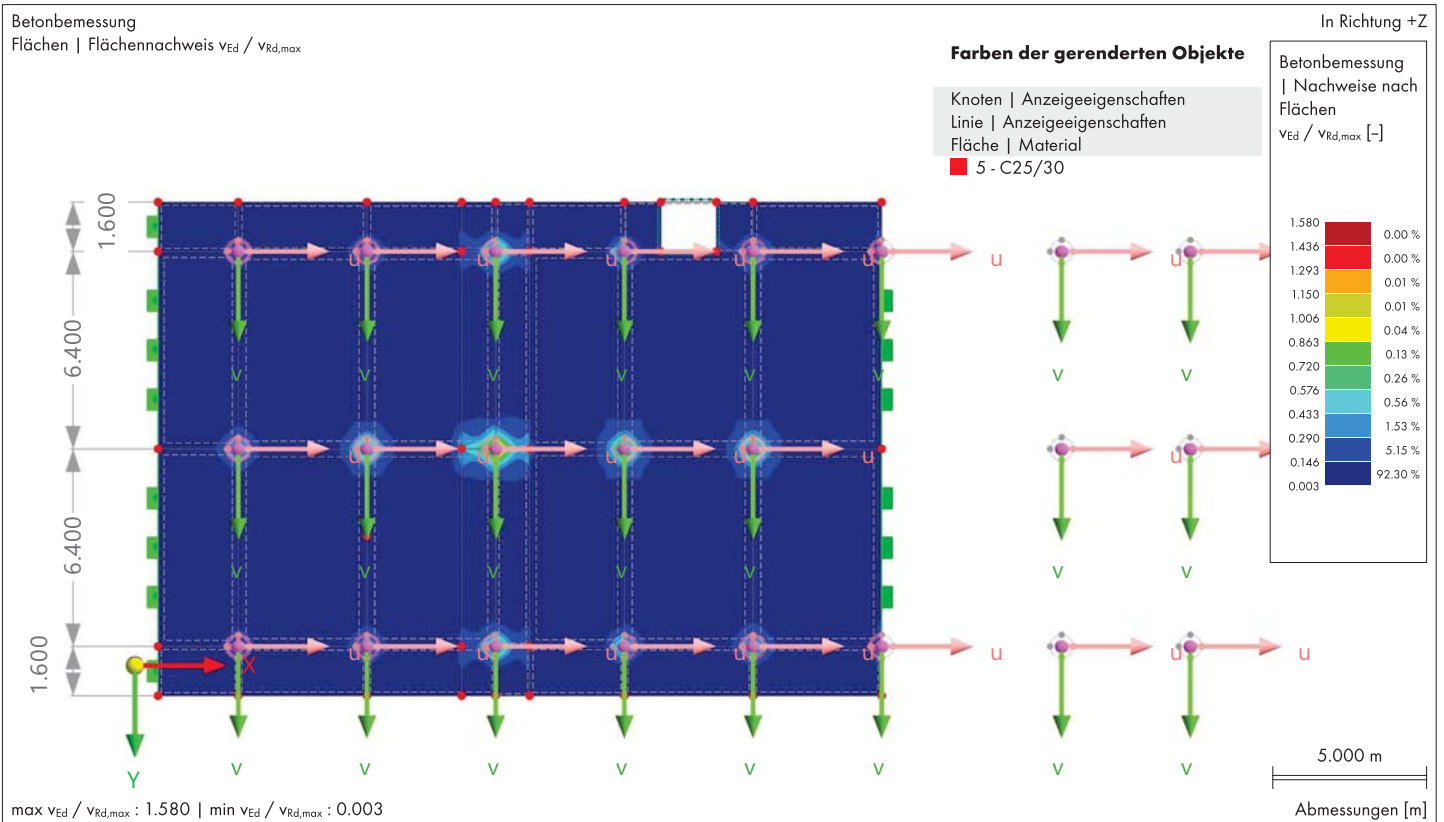 Betonbemessung
Flächen | Flächennachweis vEd / vRd,max
In Richtung +Z
Farben der gerenderten Objekte
Knoten | Anzeigeeigenschaften
Linie | Anzeigeeigenschaften
Fläche | Material
5 - C25/30
Betonbemessung
| Nachweise nach
Flächen
vEd / vRd,max [–]
1.580
0.00 %
1.436
0.00 %
1.293
0.01 %
1.150
0.01 %
1.006
0.04 %
0.863
0.13 %
0.720
0.26 %
0.576
0.56 %
0.433
1.53 %
0.290
5.15 %
0.146
92.30 %
0.003
1.600
6.400
6.400
1.600
u u u u u u u
v v v v v v v v
u u u u u u
v v v v v v v
X
u u u u u u u u
Y
v v v v v v v v
5.000 m
max vEd / vRd,max : 1.580 | min vEd / vRd,max : 0.003
Abmessungen [m]